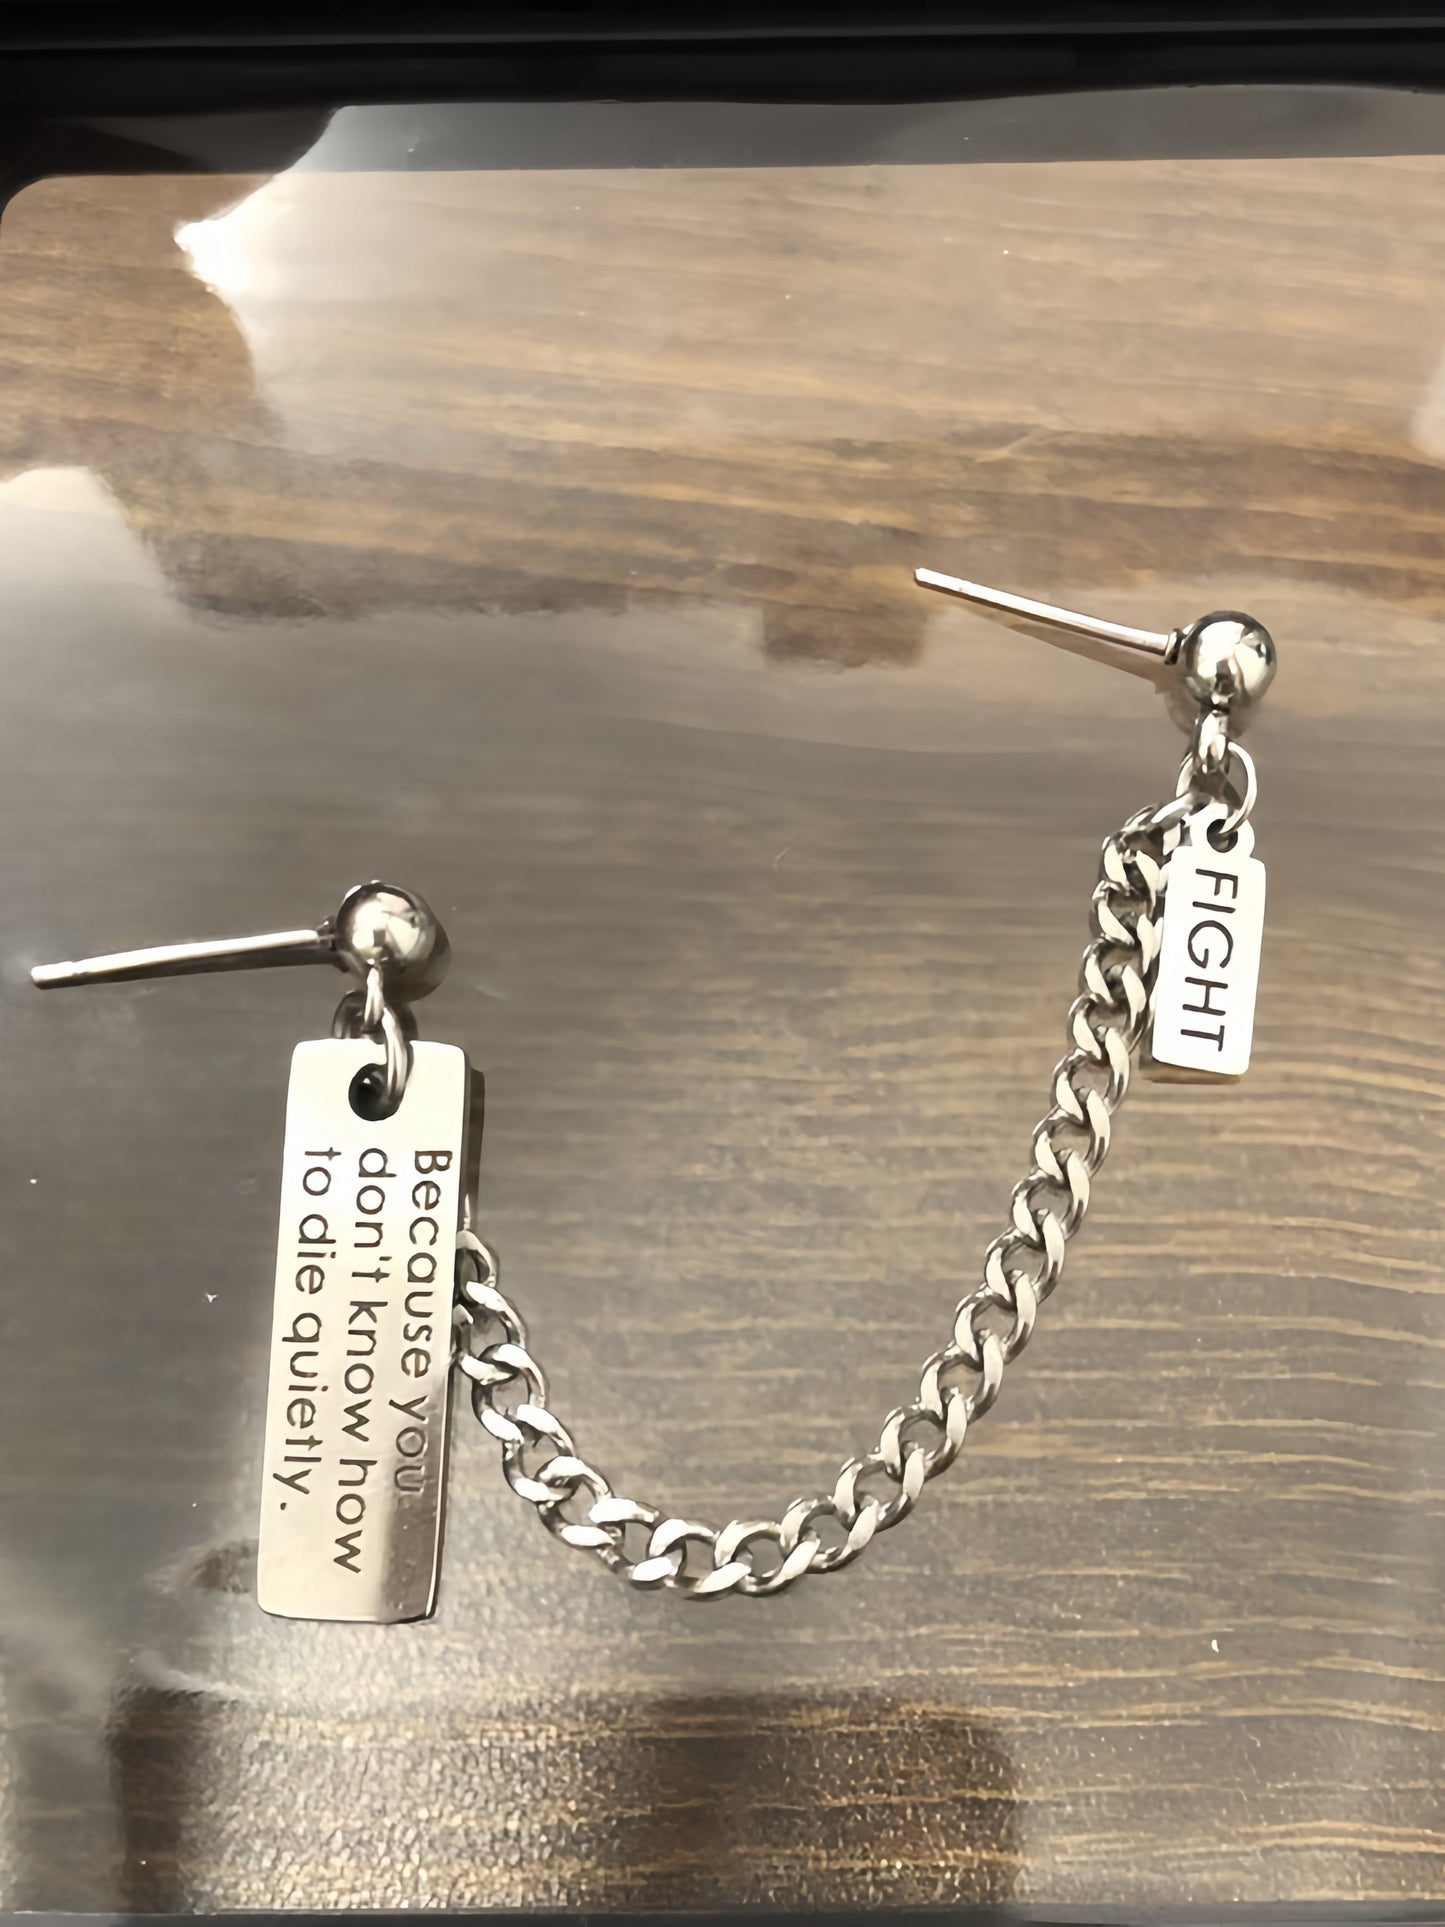 Because you
don't know how
to die quietly.
FIGHT